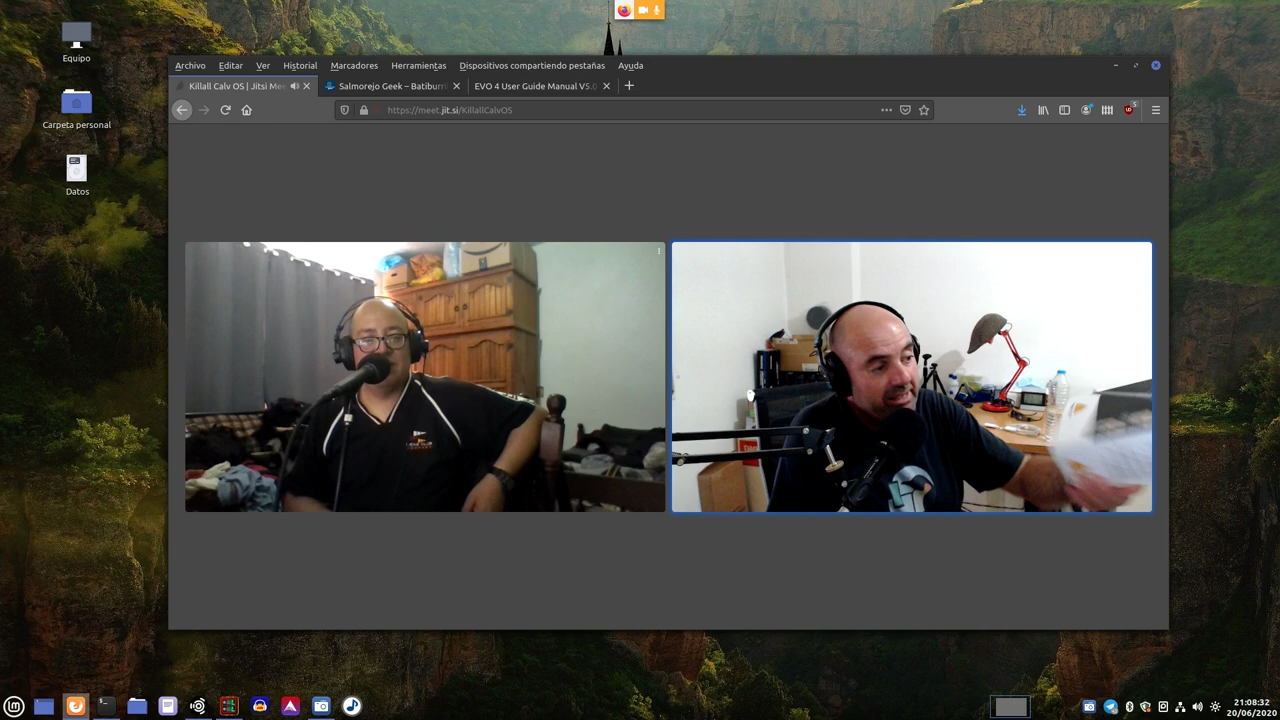 Equipo
Carpeta personal
Datos
Archivo Editar Ver Historial Marcadores Herramientas Dispositivos compartiendo pestañas Ayuda
Killall Calv OS | Jitsi Mee
Salmorejo Geek – Batiburri
EVO 4 User Guide Manual V5.0
https://meet.jit.si/KillallCalvOS
5
21:08:32
20/06/2020